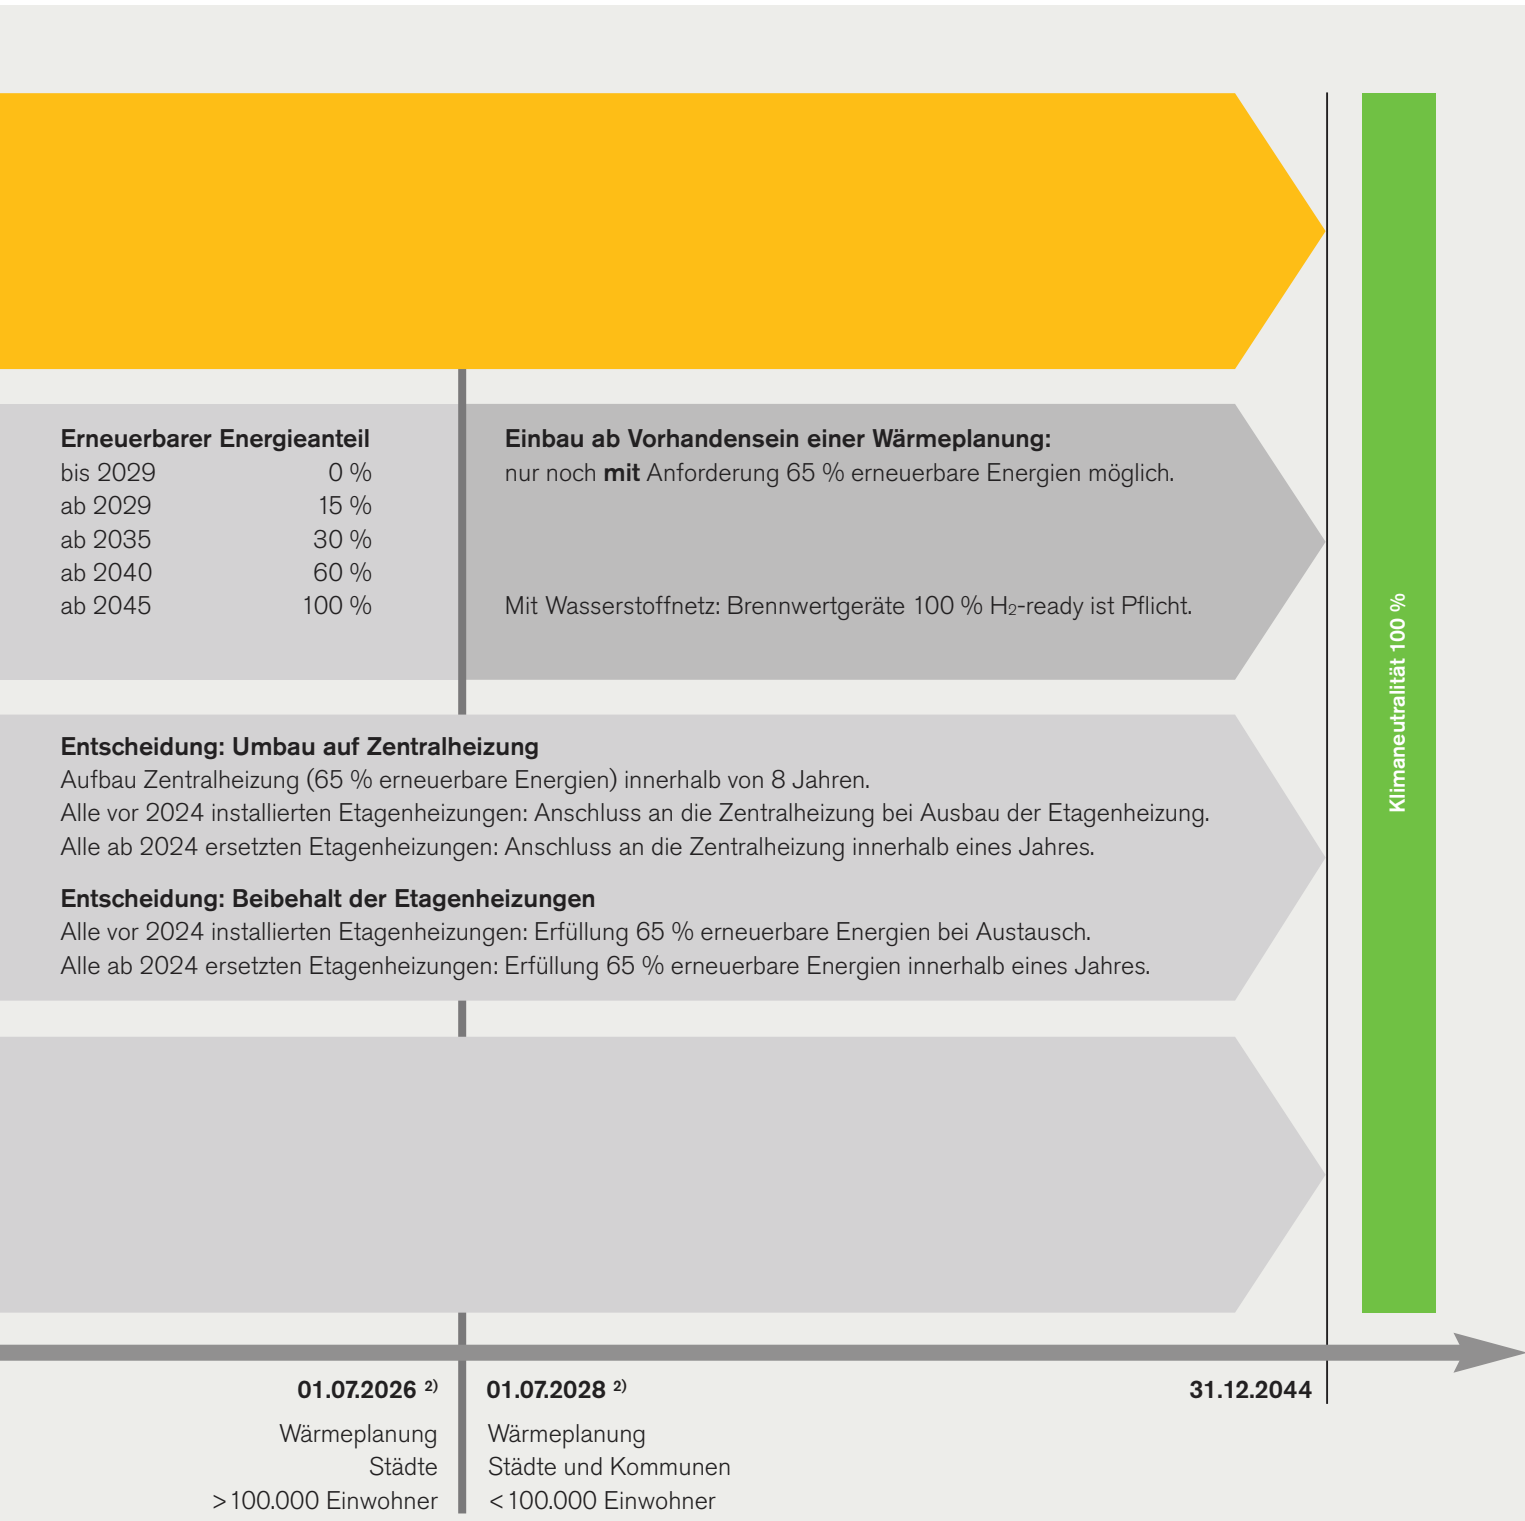 Erneuerbarer Energieanteil
bis 2029 0 %
ab 2029 15 %
ab 2035 30 %
ab 2040 60 %
ab 2045 100 %
Einbau ab Vorhandensein einer Wärmeplanung:
nur noch mit Anforderung 65 % erneuerbare Energien möglich.
Mit Wasserstoffnetz: Brennwertgeräte 100 % H₂-ready ist Pflicht.
Entscheidung: Umbau auf Zentralheizung
Aufbau Zentralheizung (65 % erneuerbare Energien) innerhalb von 8 Jahren.
Alle vor 2024 installierten Etagenheizungen: Anschluss an die Zentralheizung bei Ausbau der Etagenheizung.
Alle ab 2024 ersetzten Etagenheizungen: Anschluss an die Zentralheizung innerhalb eines Jahres.
Entscheidung: Beibehalt der Etagenheizungen
Alle vor 2024 installierten Etagenheizungen: Erfüllung 65 % erneuerbare Energien bei Austausch.
Alle ab 2024 ersetzten Etagenheizungen: Erfüllung 65 % erneuerbare Energien innerhalb eines Jahres.
Klimaneutralität 100 %
01.07.2026 ²⁾
Wärmeplanung
Städte
>100.000 Einwohner
01.07.2028 ²⁾
Wärmeplanung
Städte und Kommunen
<100.000 Einwohner
31.12.2044